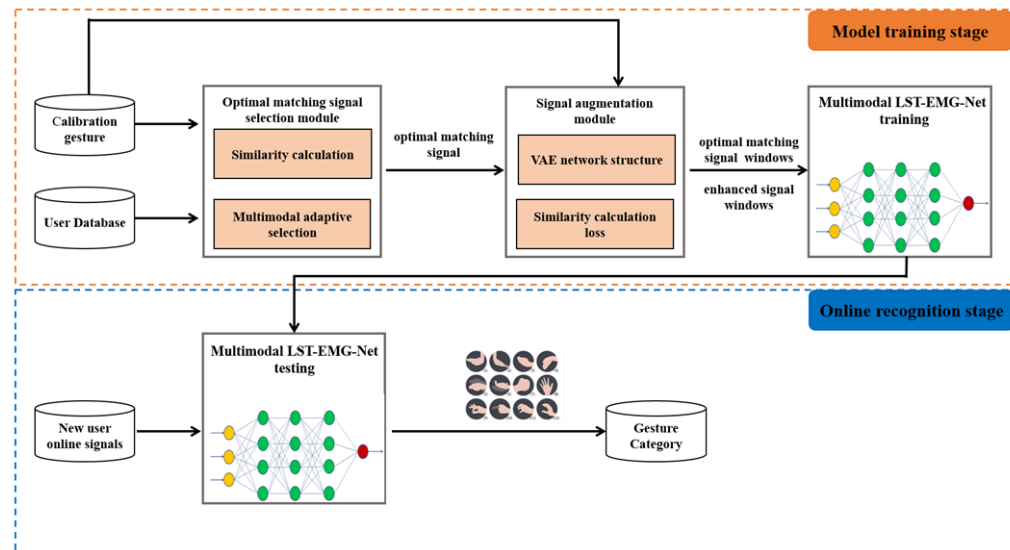 Model training stage
Calibration
gesture
User Database
Optimal matching signal
selection module
Similarity calculation
Multimodal adaptive
selection
optimal matching
signal
Signal augmentation
module
VAE network structure
Similarity calculation
loss
optimal matching
signal windows
enhanced signal
windows
Multimodal LST-EMG-Net
training
Online recognition stage
New user
online signals
Multimodal LST-EMG-Net
testing
Gesture
Category